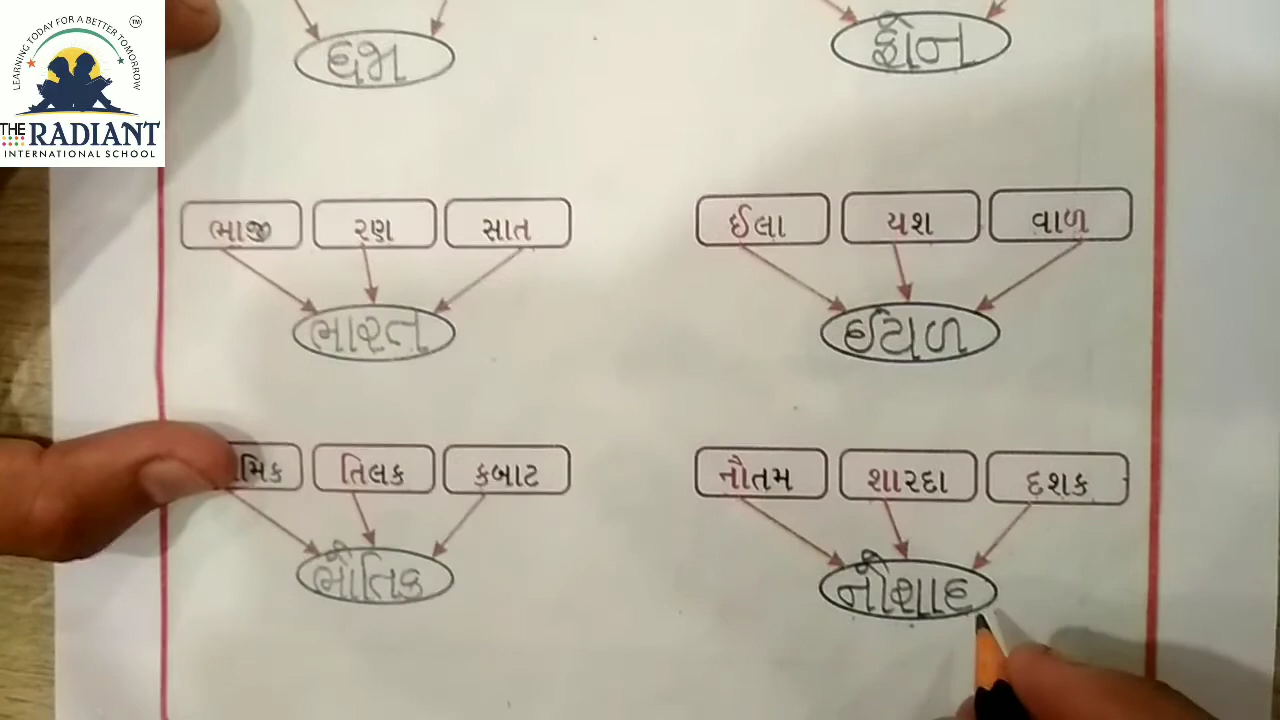 LEARNING TODAY FOR A BETTER TOMORROW
TM
THE RADIANT
INTERNATIONAL SCHOOL
ભાજી રણ સાત
ભારત
ઈલા યશ વાળ
ઈયળ
તિલક કબાટ
ભૌતિક
નૌતમ શારદા દશક
નૌશાદ